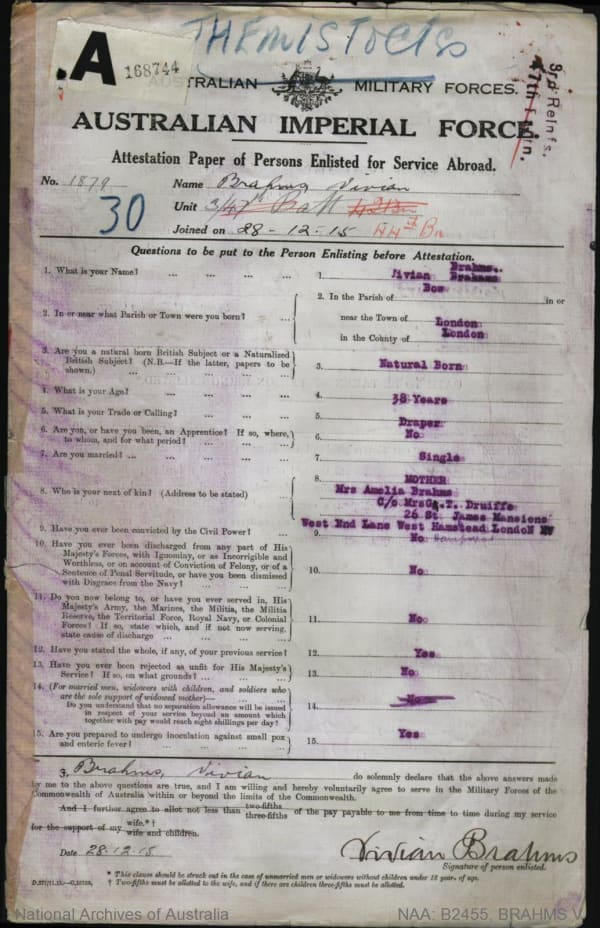 THEMISTOCLES
A 168744
AUSTRALIAN MILITARY FORCES.
3rd Reinfs.
47th Battn.
AUSTRALIAN IMPERIAL FORCE.
Attestation Paper of Persons Enlisted for Service Abroad.
No. 1879 Name Brahms Vivian
30
Unit 3/47 Batt 42 Bn
Joined on 28-12-15
Questions to be put to the Person Enlisting before Attestation.
1. What is your Name? ... ... ... 1. Vivian Brahms.
Brahams
2. In or near what Parish or Town were you born? ... 2. In the Parish of Bow in or
near the Town of London
in the County of London
3. Are you a natural born British Subject or a Naturalized
British Subject? (N.B.—If the latter, papers to be
shown.) ... ... ... ... 3. Natural Born
4. What is your Age? ... ... ... 4. 38 Years
5. What is your Trade or Calling? ... ... ... 5. Draper
6. Are you, or have you been, an Apprentice? If so, where,
to whom, and for what period? ... ... ... 6. No
7. Are you married? ... ... ... ... 7. Single
8. Who is your next of kin? (Address to be stated) ... 8. MOTHER
Mrs Amelia Brahms
C/o Mrs G.T. Druiffe
26 St. James Mansions
West End Lane West Hamstead LondoN NW
9. Have you ever been convicted by the Civil Power? ... 9. No
10. Have you ever been discharged from any part of His
Majesty's Forces, with Ignominy, or as Incorrigible and
Worthless, or on account of Conviction of Felony, or of a
Sentence of Penal Servitude, or have you been dismissed
with Disgrace from the Navy? ... ... ... 10. No
11. Do you now belong to, or have you ever served in, His
Majesty's Army, the Marines, the Militia, the Militia
Reserve, the Territorial Force, Royal Navy, or Colonial
Forces? If so, state which, and if not now serving,
state cause of discharge ... ... ... 11. No
12. Have you stated the whole, if any, of your previous service? 12. Yes
13. Have you ever been rejected as unfit for His Majesty's
Service? If so, on what grounds? ... ... ... 13. No
14. (For married men, widowers with children, and soldiers who
are the sole support of widowed mother)—
Do you understand that no separation allowance will be issued
in respect of your service beyond an amount which
together with pay would reach eight shillings per day? 14. No
15. Are you prepared to undergo inoculation against small pox
and enteric fever? ... ... ... 15. Yes
I, Brahms, Vivian do solemnly declare that the above answers made
by me to the above questions are true, and I am willing and hereby voluntarily agree to serve in the Military Forces of the
Commonwealth of Australia within or beyond the limits of the Commonwealth.
And I further agree to allot not less than two-fifths three-fifths of the pay payable to me from time to time during my service
for the support of my wife.*† wife and children.
Date 28.12.15 Vivian Brahms
Signature of person enlisted.
* This clause should be struck out in the case of unmarried men or widowers without children under 18 year of age.
† Two-fifths must be allotted to the wife, and if there are children three-fifths must be allotted.
National Archives of Australia NAA: B2455, BRAHMS V